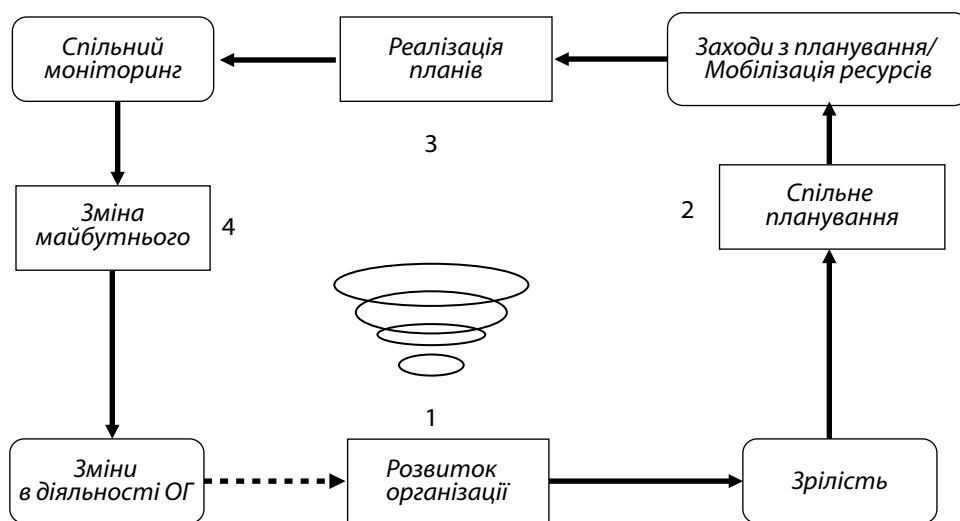 Спільний
моніторинг
Реалізація
планів
Заходи з планування/
Мобілізація ресурсів
3
Зміна
майбутнього
4
2
Спільне
планування
1
Зміни
в діяльності ОГ
Розвиток
організації
Зрілість